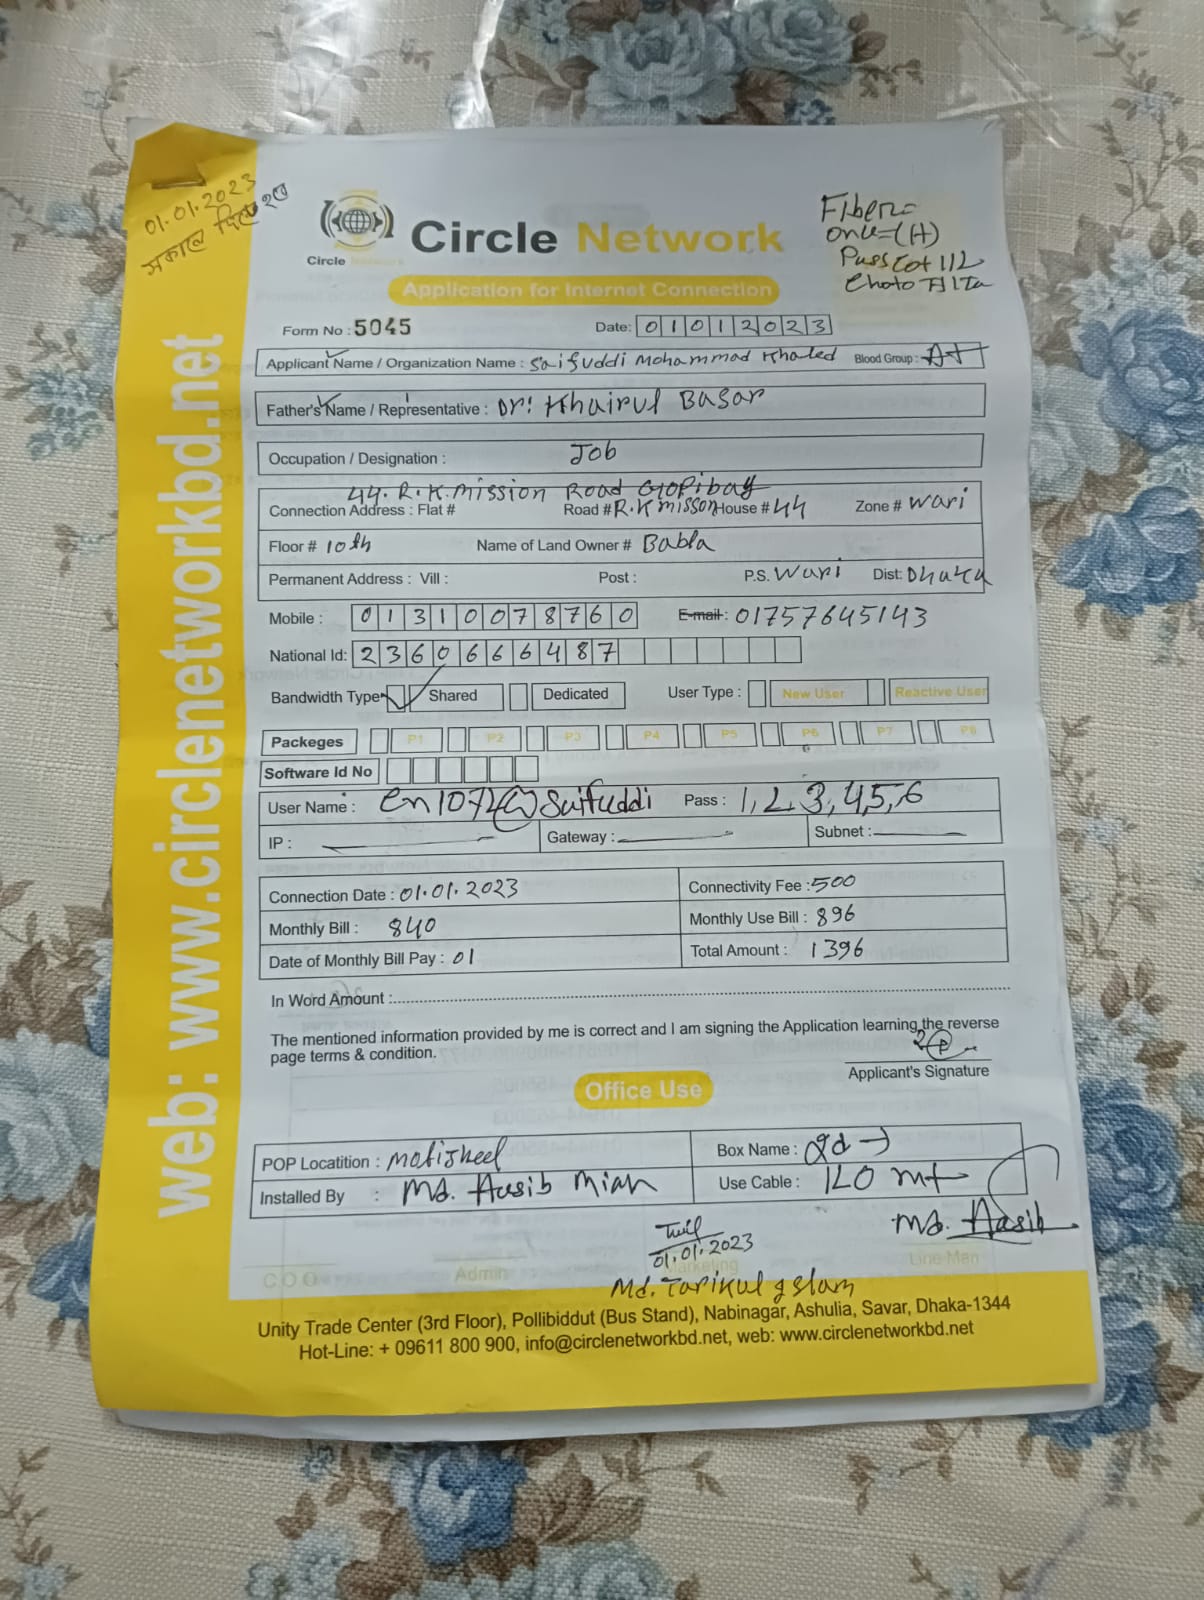 01.01.2023
সকালে দিতে হবে
Fiber-
onu=(H)
Circle Network
Circle Network
Application for Internet Connection
Form No : 5045 Date: 01012023
Applicant Name / Organization Name : Saifuddi Mohammad Khaled Blood Group : A+
Father's Name / Representative : Dr: Khairul Basar
Occupation / Designation : Job
44. R.K. Mission Road Gopibag
Connection Address : Flat # Road # R.K Misson House # 44 Zone # Wari
Floor # 10th Name of Land Owner # Babla
Permanent Address : Vill : Post : P.S. Wari Dist: Dhaka
Mobile : 01310078760 E-mail : 01757645143
National Id: 2360666487
Bandwidth Type Shared Dedicated User Type : New User Reactive User
Packeges P1 P2 P3 P4 P5 P6 P7 P8
Software Id No
User Name : Saifuddi Pass : 1,2,3,4,5,6
IP : Gateway : Subnet :
Connection Date : 01.01.2023 Connectivity Fee : 500
Monthly Bill : 840 Monthly Use Bill : 896
Date of Monthly Bill Pay : 01 Total Amount : 1396
In Word Amount :
The mentioned information provided by me is correct and I am signing the Application learning the reverse
page terms & condition.
Applicant's Signature
Office Use
POP Locatition : Motijheel Box Name :
Installed By : Md. Hasib Miah Use Cable : 120 mt
Md. Hasib
01.01.2023
C O O Admin Marketing Line Man
Md. Tarikul Islam
Unity Trade Center (3rd Floor), Pollibiddut (Bus Stand), Nabinagar, Ashulia, Savar, Dhaka-1344
Hot-Line: + 09611 800 900, info@circlenetworkbd.net, web: www.circlenetworkbd.net
web: www.circlenetworkbd.net